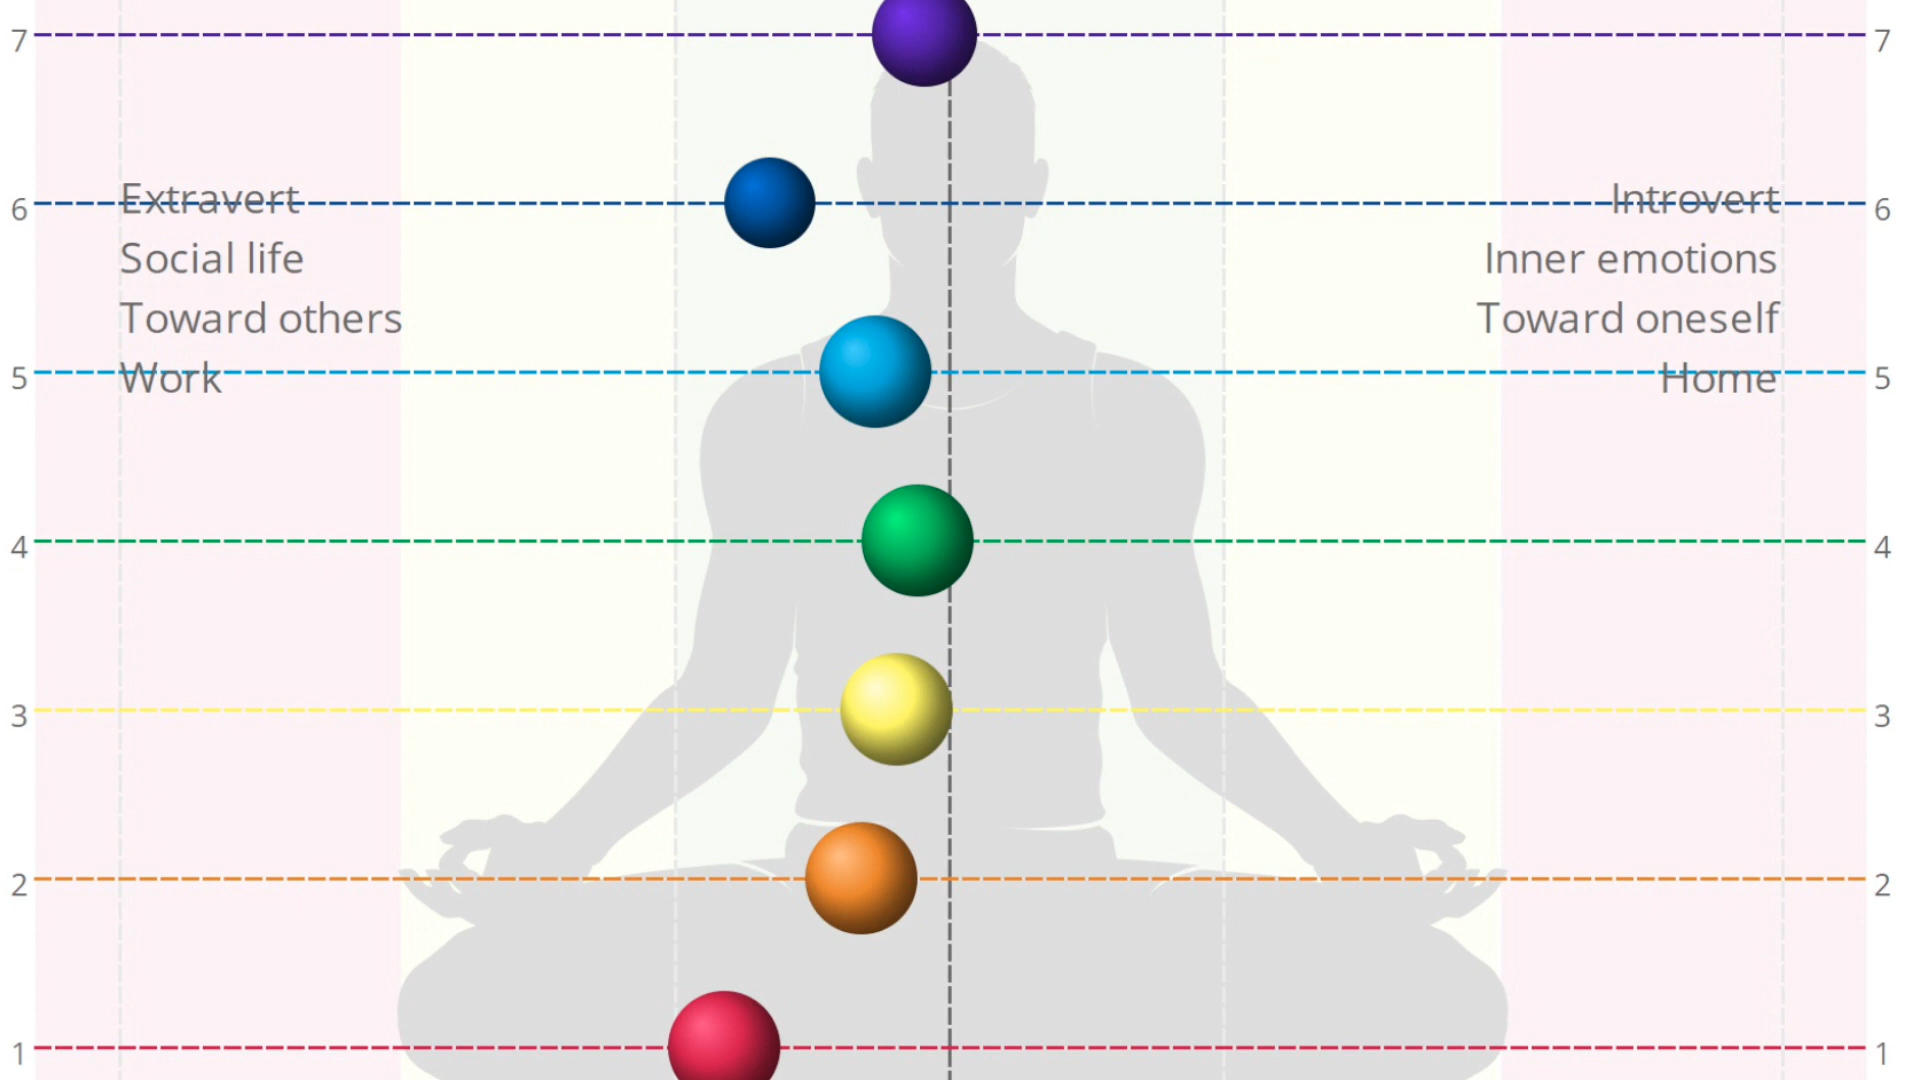 7 7
Extravert Introvert
6 6
Social life Inner emotions
Toward others Toward oneself
5 5
Work Home
4 4
3 3
2 2
1 1